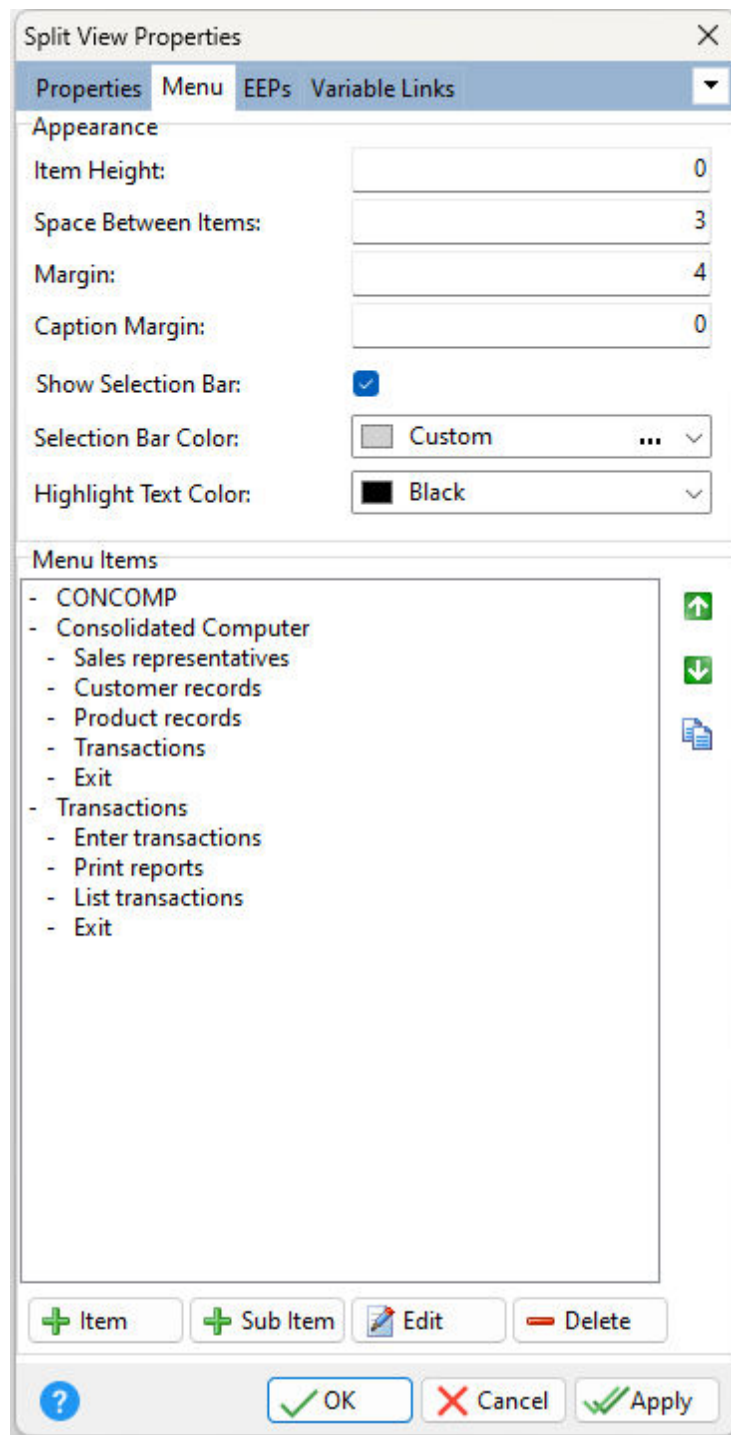 Split View Properties
Properties Menu EEPs Variable Links
Appearance
Item Height: 0
Space Between Items: 3
Margin: 4
Caption Margin: 0
Show Selection Bar:
Selection Bar Color: Custom ...
Highlight Text Color: Black
Menu Items
- CONCOMP
- Consolidated Computer
- Sales representatives
- Customer records
- Product records
- Transactions
- Exit
- Transactions
- Enter transactions
- Print reports
- List transactions
- Exit
Item Sub Item Edit Delete
? OK Cancel Apply